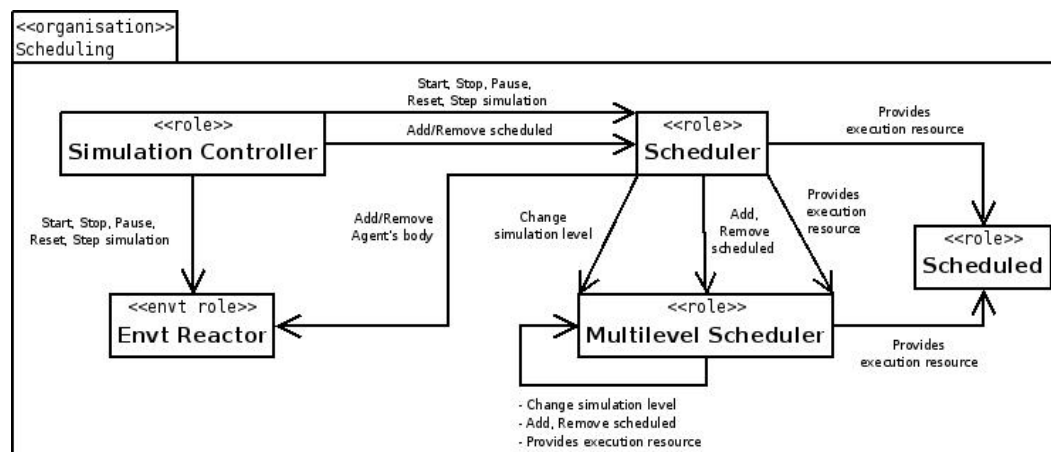 <<organisation>>
Scheduling
Start, Stop, Pause,
Reset, Step simulation
Provides
execution resource
<<role>>
Simulation Controller
Add/Remove scheduled
<<role>>
Scheduler
Start, Stop, Pause,
Reset, Step simulation
Add/Remove
Agent's body
Change
simulation level
Add,
Remove
scheduled
Provides
execution
resource
<<role>>
Scheduled
<<envt role>>
Envt Reactor
<<role>>
Multilevel Scheduler
Provides
execution resource
- Change simulation level
- Add, Remove scheduled
- Provides execution resource